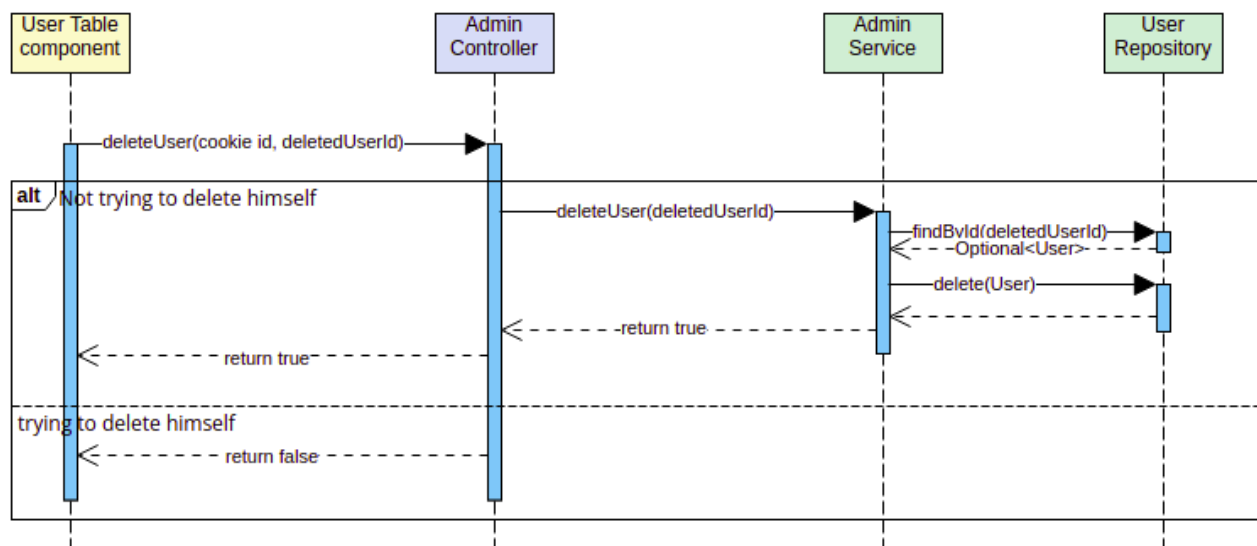 User Table
component
Admin
Controller
Admin
Service
User
Repository
deleteUser(cookie id, deletedUserId)
alt
Not trying to delete himself
deleteUser(deletedUserId)
findById(deletedUserId)
Optional<User>
delete(User)
return true
return true
trying to delete himself
return false